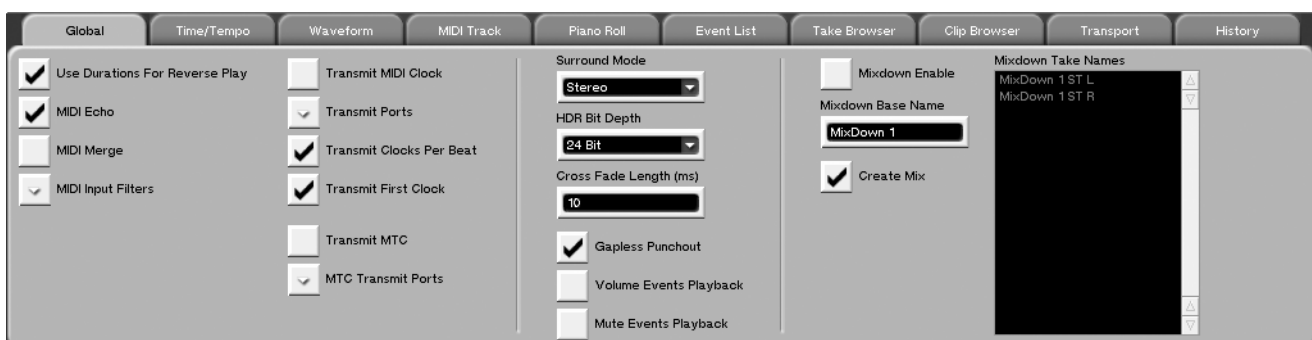 Global
Time/Tempo
Waveform
MIDI Track
Piano Roll
Event List
Take Browser
Clip Browser
Transport
History
Use Durations For Reverse Play
MIDI Echo
MIDI Merge
MIDI Input Filters
Transmit MIDI Clock
Transmit Ports
Transmit Clocks Per Beat
Transmit First Clock
Transmit MTC
MTC Transmit Ports
Surround Mode
Stereo
HDR Bit Depth
24 Bit
Cross Fade Length (ms)
10
Gapless Punchout
Volume Events Playback
Mute Events Playback
Mixdown Enable
Mixdown Base Name
MixDown 1
Create Mix
Mixdown Take Names
MixDown 1 ST L
MixDown 1 ST R